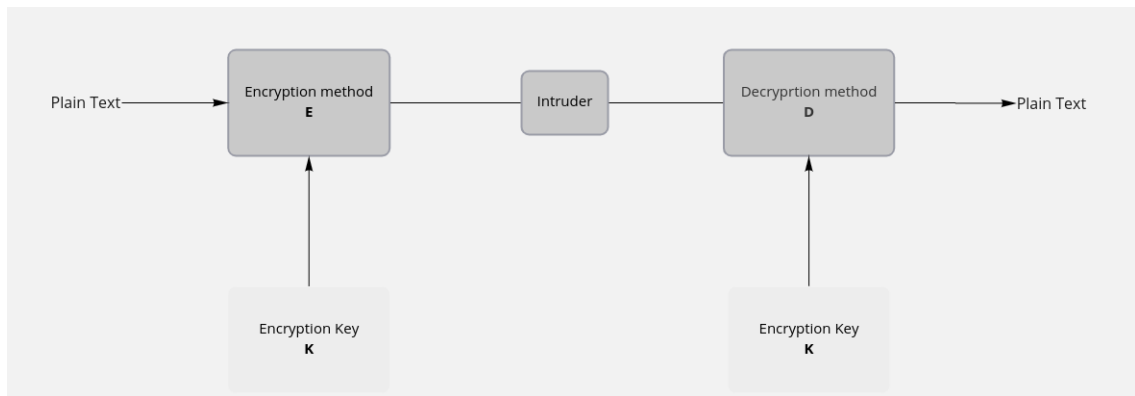 Plain Text
Encryption method
E
Intruder
Decryprtion method
D
Plain Text
Encryption Key
K
Encryption Key
K